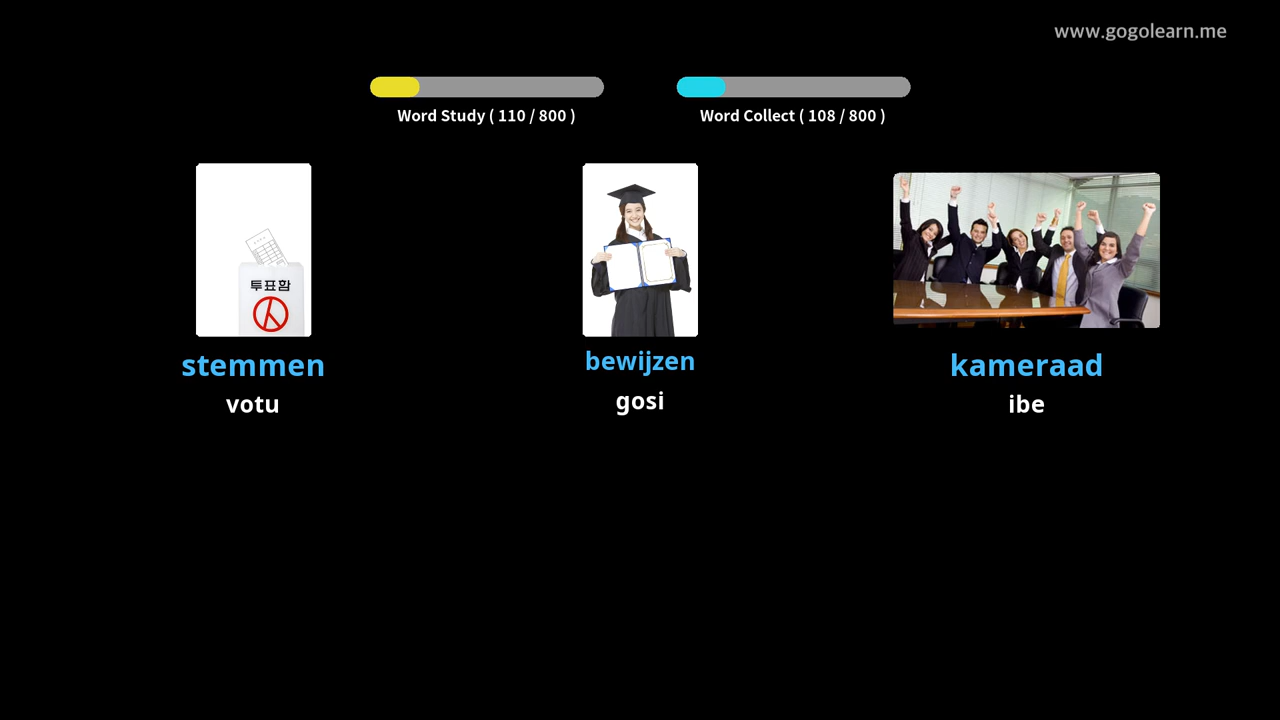 www.gogolearn.me
Word Study ( 110 / 800 )
Word Collect ( 108 / 800 )
투표함
stemmen
votu
bewijzen
gosi
kameraad
ibe